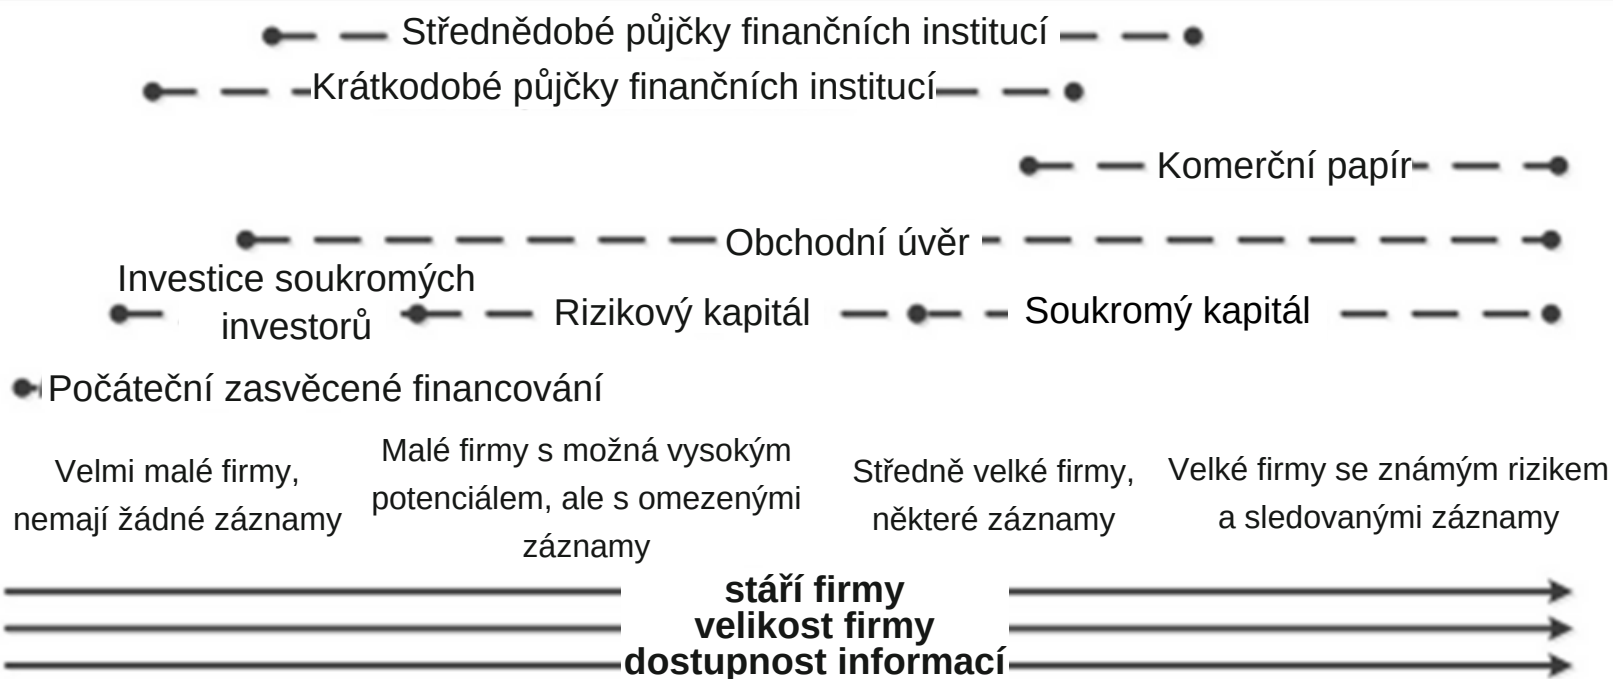 Střednědobé půjčky finančních institucí
Krátkodobé půjčky finančních institucí
Komerční papír
Obchodní úvěr
Investice soukromých
investorů
Rizikový kapitál
Soukromý kapitál
Počáteční zasvěcené financování
Velmi malé firmy,
nemají žádné záznamy
Malé firmy s možná vysokým
potenciálem, ale s omezenými
záznamy
Středně velké firmy,
některé záznamy
Velké firmy se známým rizikem
a sledovanými záznamy
stáří firmy
velikost firmy
dostupnost informací